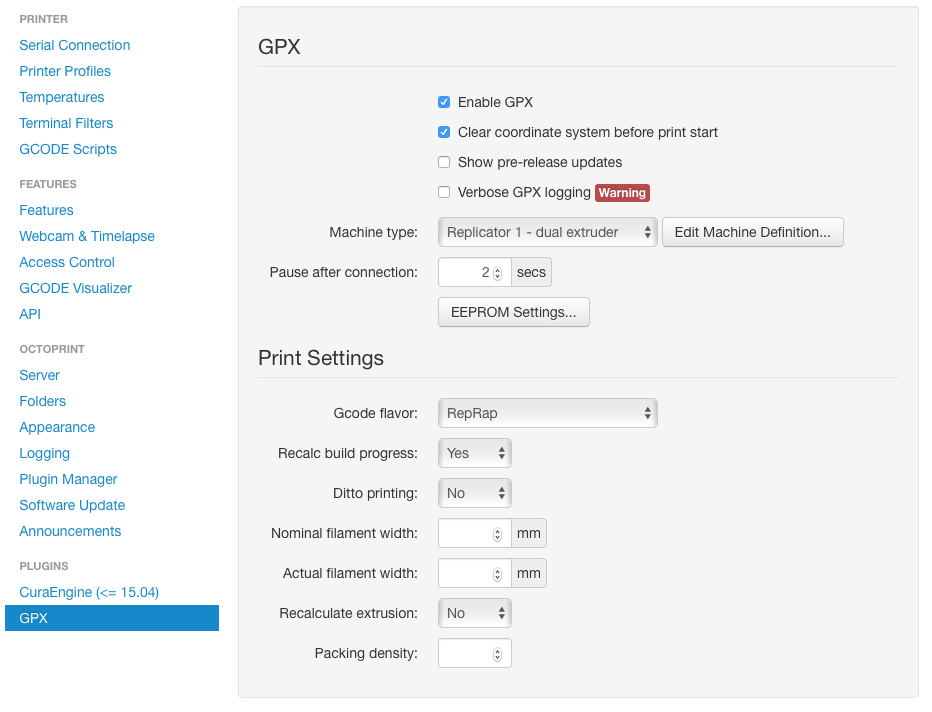 PRINTER
Serial Connection
Printer Profiles
Temperatures
Terminal Filters
GCODE Scripts
FEATURES
Features
Webcam & Timelapse
Access Control
GCODE Visualizer
API
OCTOPRINT
Server
Folders
Appearance
Logging
Plugin Manager
Software Update
Announcements
PLUGINS
CuraEngine (<= 15.04)
GPX
GPX
Enable GPX
Clear coordinate system before print start
Show pre-release updates
Verbose GPX logging Warning
Machine type: Replicator 1 - dual extruder Edit Machine Definition...
Pause after connection: 2 secs
EEPROM Settings...
Print Settings
Gcode flavor: RepRap
Recalc build progress: Yes
Ditto printing: No
Nominal filament width: mm
Actual filament width: mm
Recalculate extrusion: No
Packing density: